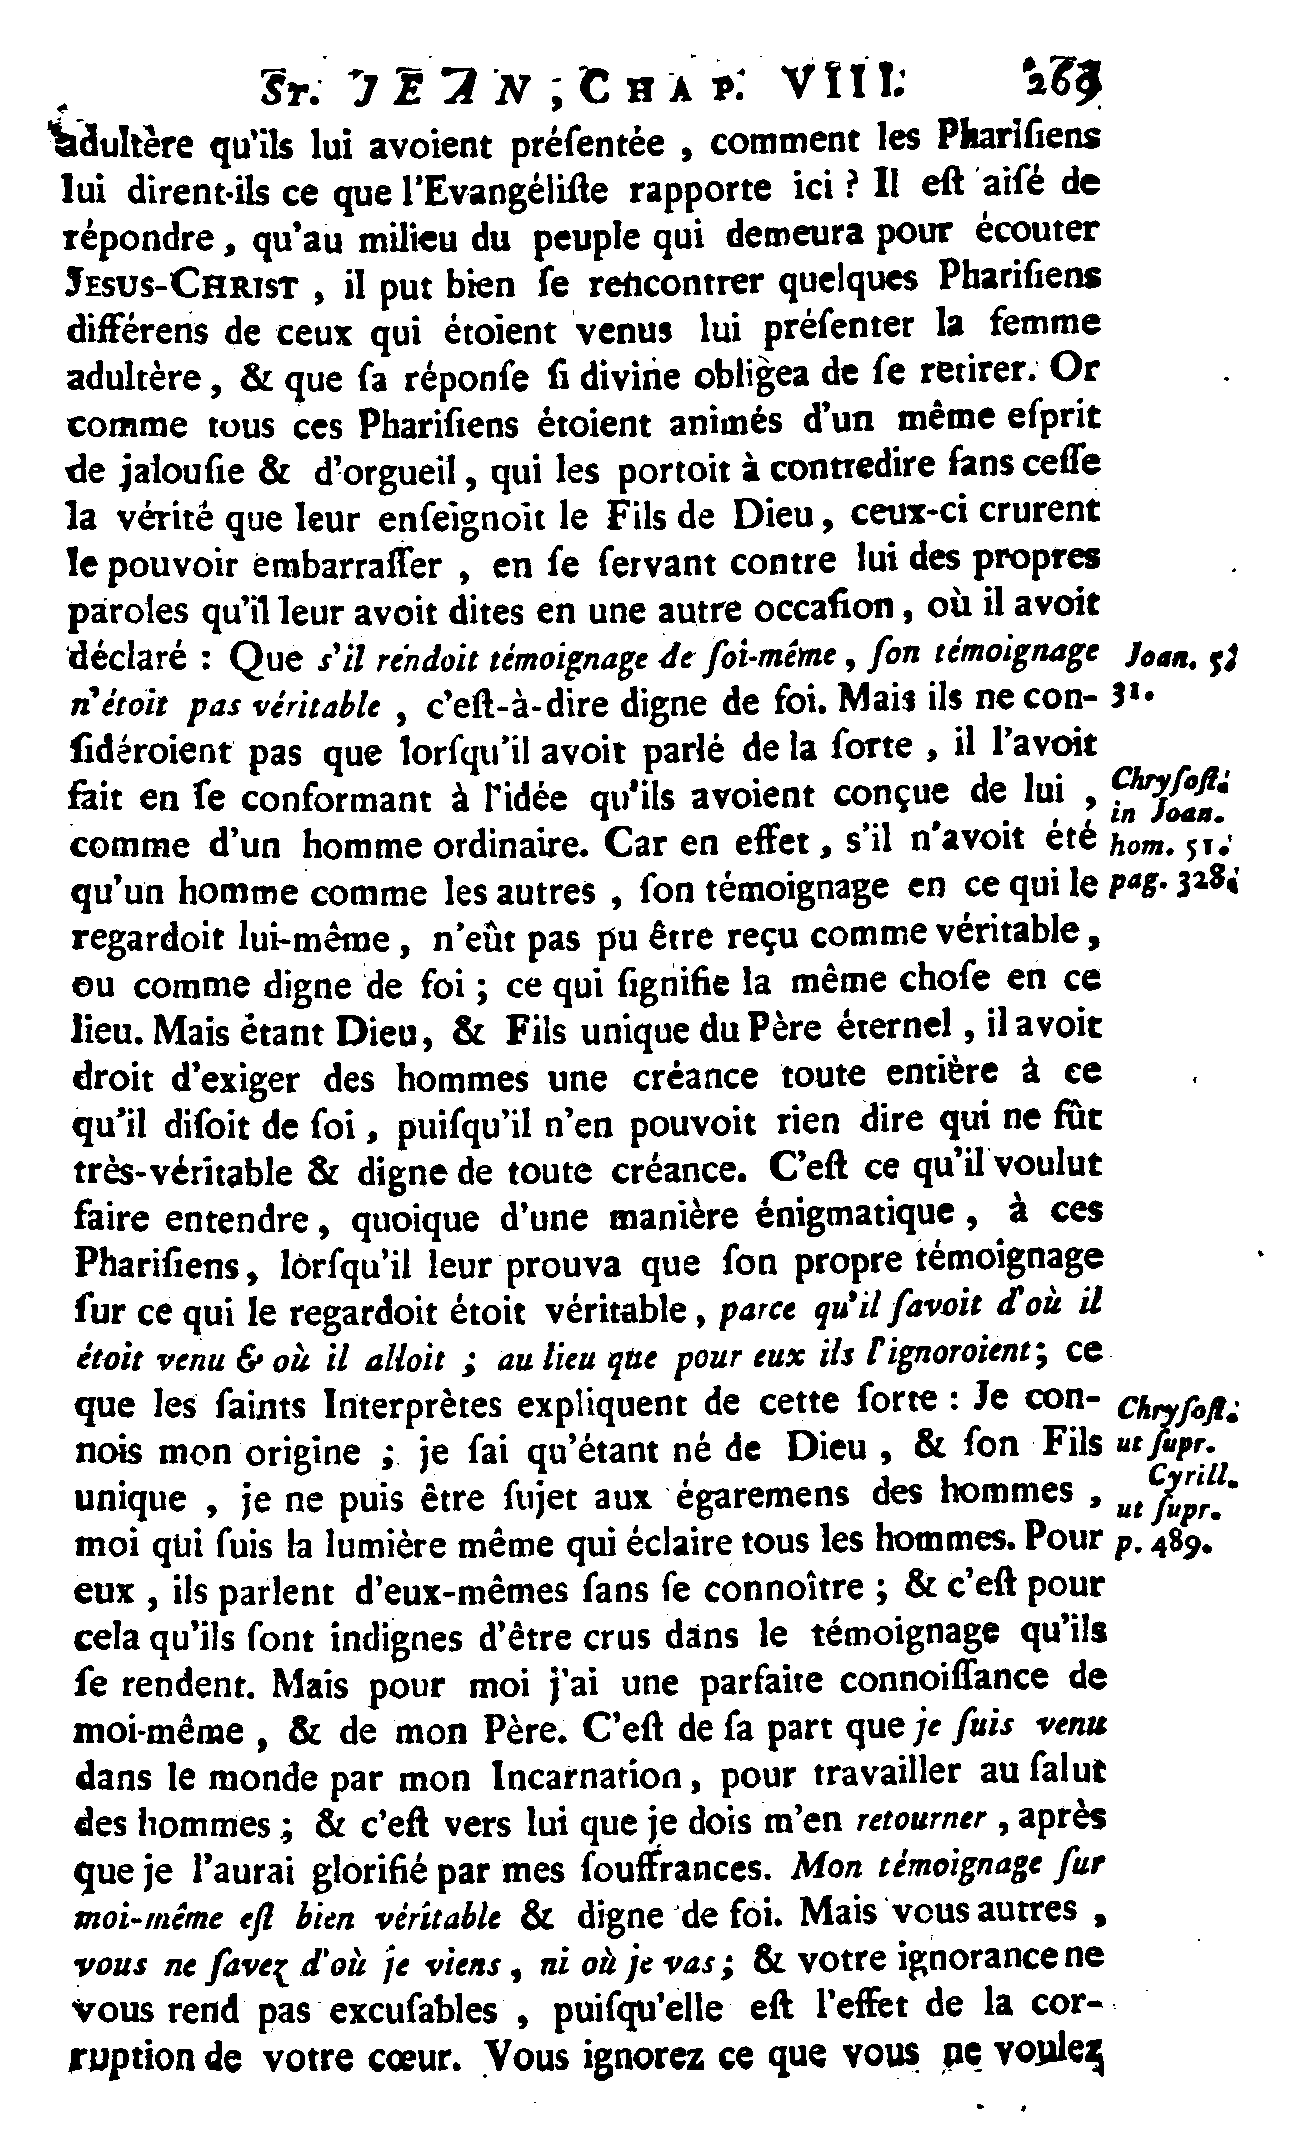 St. JEAN, CHAP. VIII. 263
adultère qu'ils lui avoient préſentée, comment les Phariſiens
lui dirent-ils ce que l'Evangéliſte rapporte ici ? Il eſt aiſé de
répondre, qu'au milieu du peuple qui demeura pour écouter
JESUS-CHRIST, il put bien ſe rencontrer quelques Phariſiens
différens de ceux qui étoient venus lui préſenter la femme
adultère, & que ſa réponſe ſi divine obligea de ſe retirer. Or
comme tous ces Phariſiens étoient animés d'un même eſprit
de jalouſie & d'orgueil, qui les portoit à contredire ſans ceſſe
la vérité que leur enſeignoit le Fils de Dieu, ceux-ci crurent
le pouvoir embarraſſer, en ſe ſervant contre lui des propres
paroles qu'il leur avoit dites en une autre occaſion, où il avoit
déclaré : Que s'il rendoit témoignage de ſoi-même, ſon témoignage
Joan. 5.
n'étoit pas véritable, c'eſt-à-dire digne de foi. Mais ils ne con-
31.
ſidéroient pas que lorſqu'il avoit parlé de la ſorte, il l'avoit
fait en ſe conformant à l'idée qu'ils avoient conçue de lui,
Chryſoſt.
in Joan.
comme d'un homme ordinaire. Car en effet, s'il n'avoit été
hom. 51.
qu'un homme comme les autres, ſon témoignage en ce qui le
pag. 328.
regardoit lui-même, n'eût pas pu être reçu comme véritable,
ou comme digne de foi ; ce qui ſignifie la même choſe en ce
lieu. Mais étant Dieu, & Fils unique du Père éternel, il avoit
droit d'exiger des hommes une créance toute entière à ce
qu'il diſoit de ſoi, puiſqu'il n'en pouvoit rien dire qui ne fût
très-véritable & digne de toute créance. C'eſt ce qu'il voulut
faire entendre, quoique d'une manière énigmatique, à ces
Phariſiens, lorſqu'il leur prouva que ſon propre témoignage
ſur ce qui le regardoit étoit véritable, parce qu'il ſavoit d'où il
étoit venu & où il alloit ; au lieu que pour eux ils l'ignoroient ; ce
que les ſaints Interprètes expliquent de cette ſorte : Je con-
Chryſoſt.
nois mon origine ; je ſai qu'étant né de Dieu, & ſon Fils
ut ſupr.
Cyrill.
unique, je ne puis être ſujet aux égaremens des hommes,
ut ſupr.
moi qui ſuis la lumière même qui éclaire tous les hommes. Pour
p. 489.
eux, ils parlent d'eux-mêmes ſans ſe connoître ; & c'eſt pour
cela qu'ils ſont indignes d'être crus dans le témoignage qu'ils
ſe rendent. Mais pour moi j'ai une parfaite connoiſſance de
moi-même, & de mon Père. C'eſt de ſa part que je ſuis venu
dans le monde par mon Incarnation, pour travailler au ſalut
des hommes ; & c'eſt vers lui que je dois m'en retourner, après
que je l'aurai glorifié par mes ſouffrances. Mon témoignage ſur
moi-même eſt bien véritable & digne de foi. Mais vous autres,
vous ne ſavez d'où je viens, ni où je vas ; & votre ignorance ne
vous rend pas excuſables, puiſqu'elle eſt l'effet de la cor-
ruption de votre cœur. Vous ignorez ce que vous ne voulez